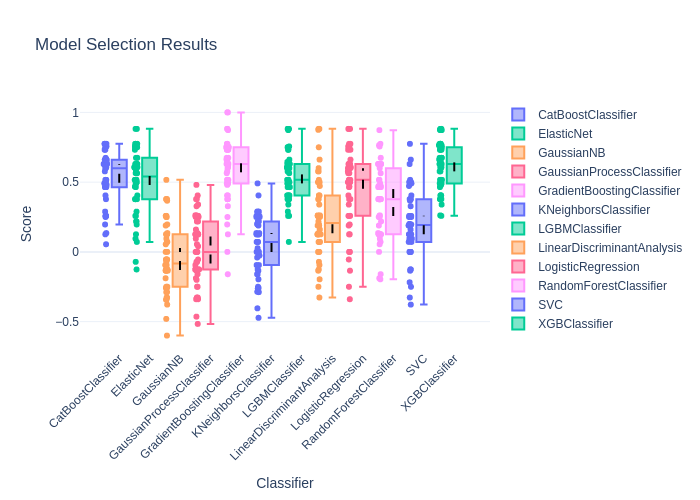 Model Selection Results
1
0.5
0
−0.5
Score
CatBoostClassifier
ElasticNet
GaussianNB
GaussianProcessClassifier
GradientBoostingClassifier
KNeighborsClassifier
LGBMClassifier
LinearDiscriminantAnalysis
LogisticRegression
RandomForestClassifier
SVC
XGBClassifier
Classifier
CatBoostClassifier
ElasticNet
GaussianNB
GaussianProcessClassifier
GradientBoostingClassifier
KNeighborsClassifier
LGBMClassifier
LinearDiscriminantAnalysis
LogisticRegression
RandomForestClassifier
SVC
XGBClassifier